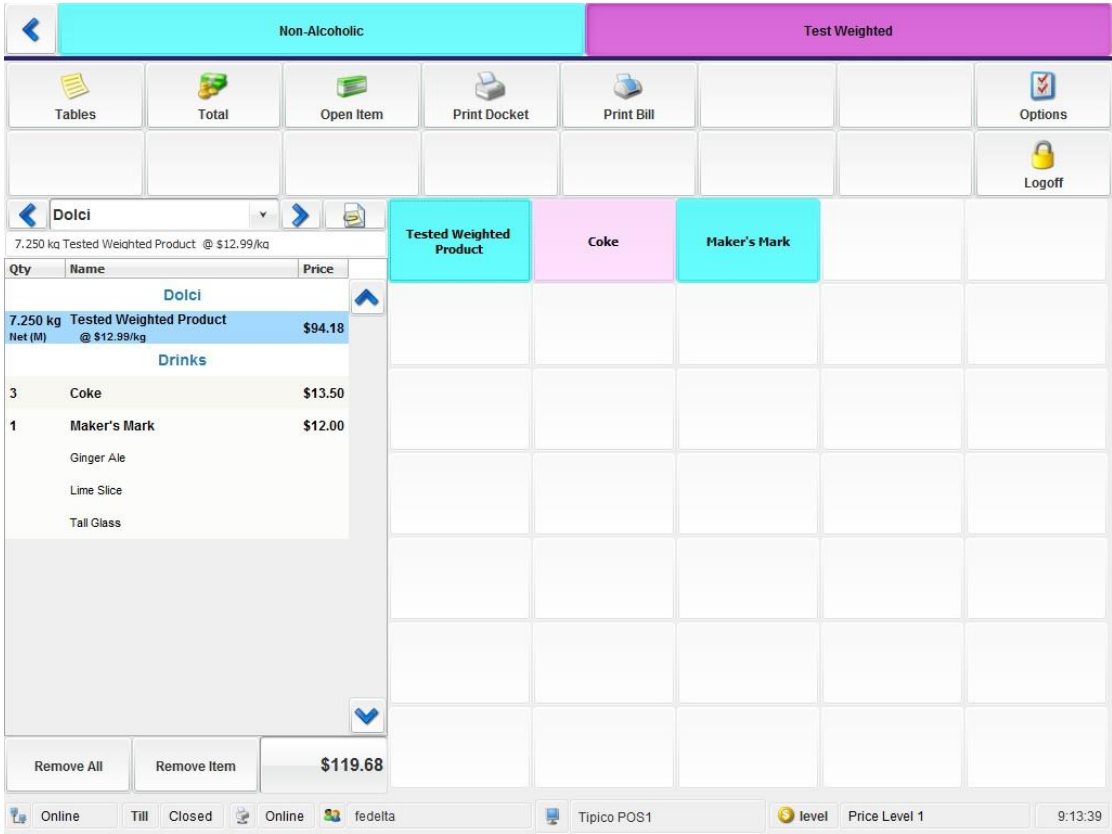 Non-Alcoholic
Test Weighted
Tables
Total
Open Item
Print Docket
Print Bill
Options
Logoff
Dolci
7.250 kg Tested Weighted Product @ $12.99/kg
Qty Name Price
Dolci
7.250 kg Tested Weighted Product $94.18
Net (M) @ $12.99/kg
Drinks
3 Coke $13.50
1 Maker's Mark $12.00
Ginger Ale
Lime Slice
Tall Glass
Tested Weighted
Product
Coke
Maker's Mark
Remove All
Remove Item
$119.68
Online Till Closed Online fedelta Tipico POS1 level Price Level 1 9:13:39